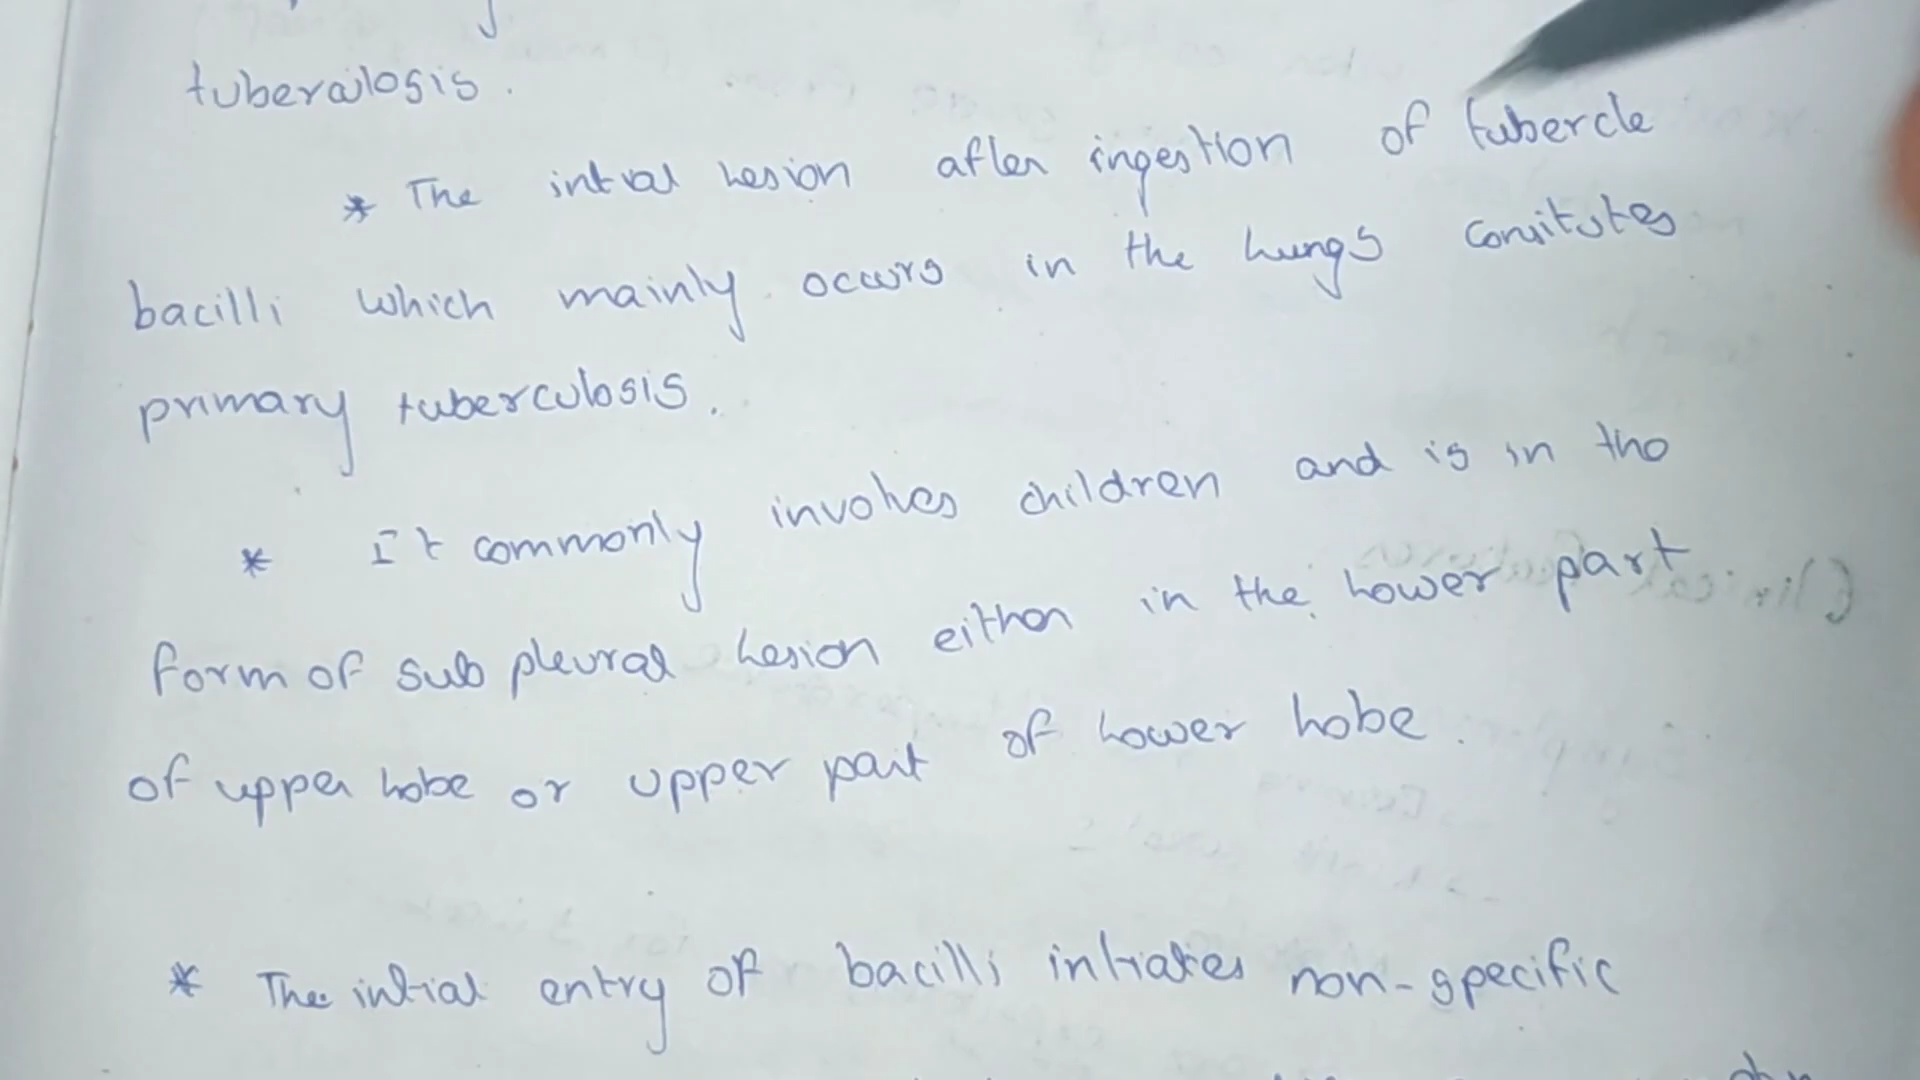 tuberculosis.
* The intial lesion after ingestion of tubercle
bacilli which mainly occurs in the lungs consitutes
primary tuberculosis.
* It commonly involves children and is in the
form of sub pleural lesion either in the lower part
of upper lobe or upper part of lower lobe.
* The initial entry of bacilli initiates non-specific